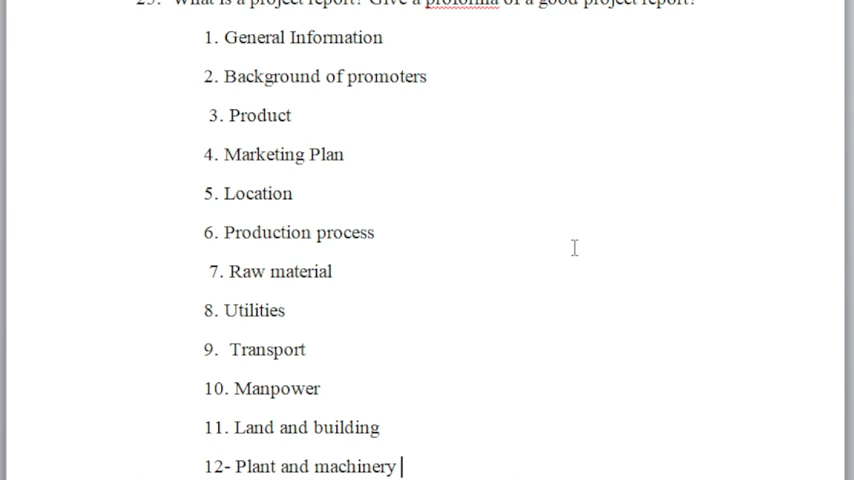 25. What is a project report? Give a proforma of a good project report?
1. General Information
2. Background of promoters
3. Product
4. Marketing Plan
5. Location
6. Production process
7. Raw material
8. Utilities
9. Transport
10. Manpower
11. Land and building
12- Plant and machinery